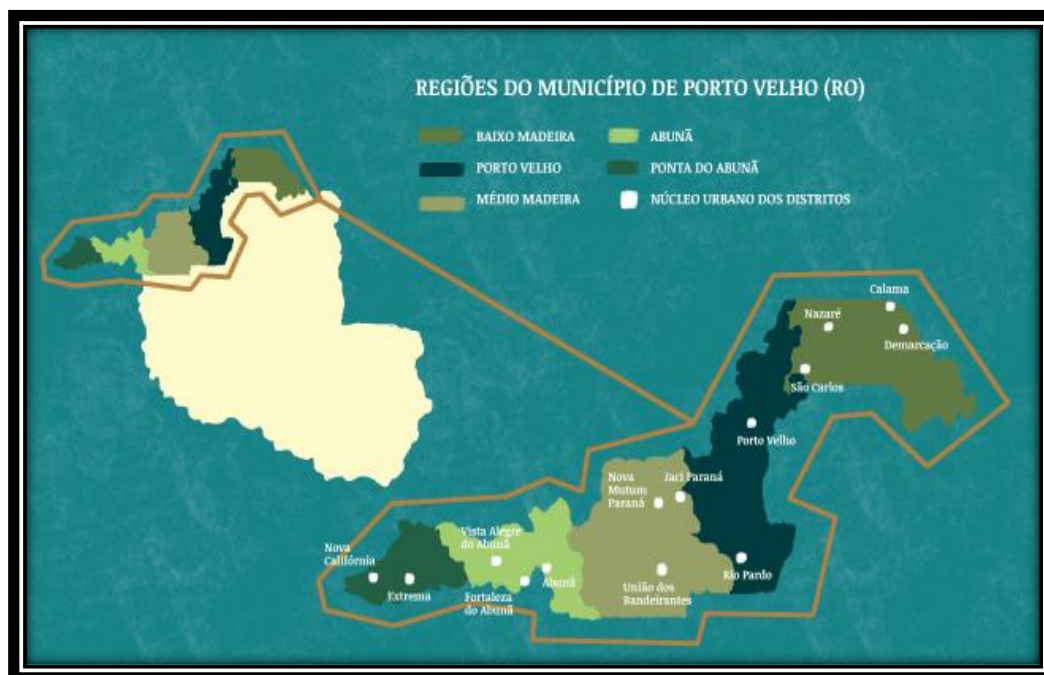 REGIÕES DO MUNICÍPIO DE PORTO VELHO (RO)
BAIXO MADEIRA
ABUNÃ
PORTO VELHO
PONTA DO ABUNÃ
MÉDIO MADEIRA
NÚCLEO URBANO DOS DISTRITOS
Calama
Nazaré
Demarcação
São Carlos
Porto Velho
Nova
Mutum
Paraná
Jaci Paraná
Vista Alegre
do Abunã
Nova
Califórnia
Extrema
Fortaleza
do Abunã
Abunã
União dos
Bandeirantes
Rio Pardo